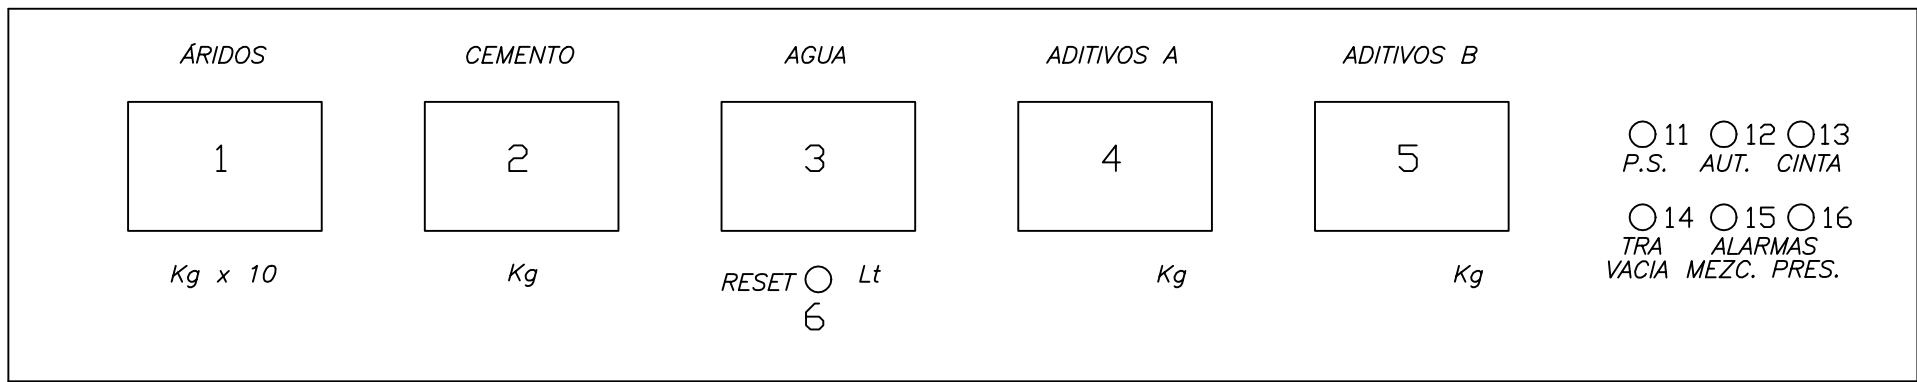 ÁRIDOS CEMENTO AGUA ADITIVOS A ADITIVOS B
1 2 3 4 5
11 12 13
P.S. AUT. CINTA
14 15 16
TRA ALARMAS
VACIA MEZC. PRES.
Kg x 10 Kg RESET Lt Kg Kg
6